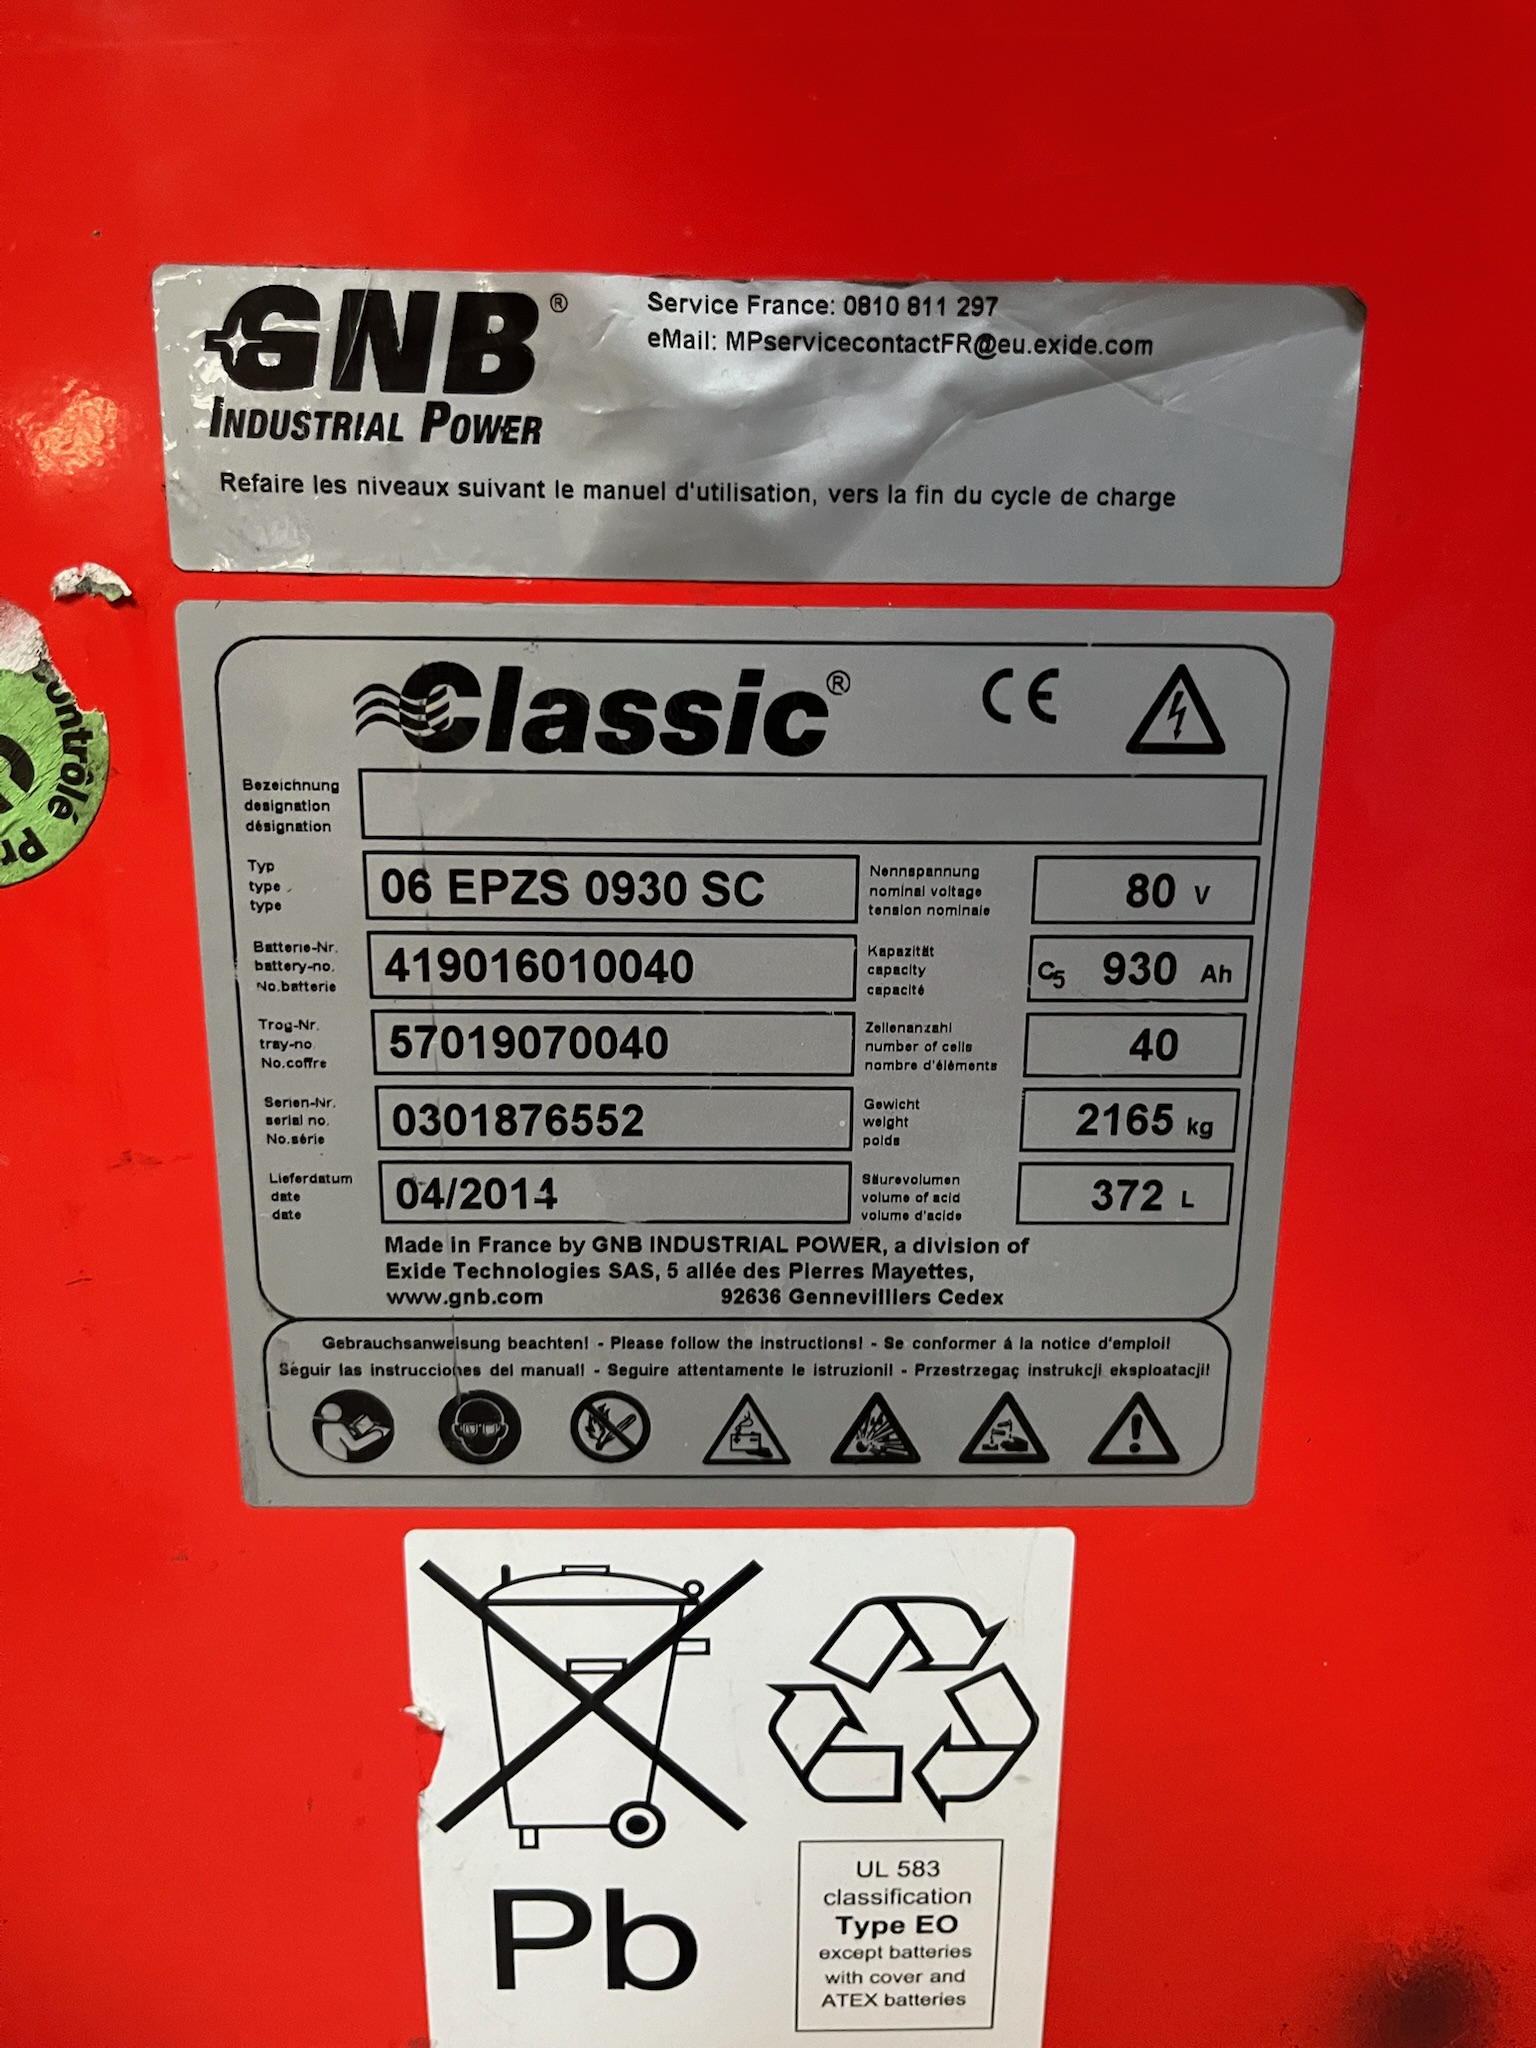 GNB®
INDUSTRIAL POWER
Service France: 0810 811 297
eMail: MPservicecontactFR@eu.exide.com
Refaire les niveaux suivant le manuel d'utilisation, vers la fin du cycle de charge
contrôlé
Classic®
CE
Bezeichnung
designation
désignation
Typ
type
type
06 EPZS 0930 SC
Nennspannung
nominal voltage
tension nominale
80 V
Batterie-Nr.
battery-no.
No.batterie
419016010040
Kapazität
capacity
capacité
C5 930 Ah
Trog-Nr.
tray-no.
No.coffre
57019070040
Zellenanzahl
number of cells
nombre d'éléments
40
Serien-Nr.
serial no.
No.série
0301876552
Gewicht
weight
poids
2165 kg
Lieferdatum
date
date
04/2014
Säurevolumen
volume of acid
volume d'acide
372 L
Made in France by GNB INDUSTRIAL POWER, a division of
Exide Technologies SAS, 5 allée des Pierres Mayettes,
www.gnb.com 92636 Gennevilliers Cedex
Gebrauchsanweisung beachten! - Please follow the instructions! - Se conformer á la notice d'emploi!
Séguir las instrucciones del manual! - Seguire attentamente le istruzioni! - Przestrzegaç instrukcji eksploatacji!
Pb
UL 583
classification
Type EO
except batteries
with cover and
ATEX batteries